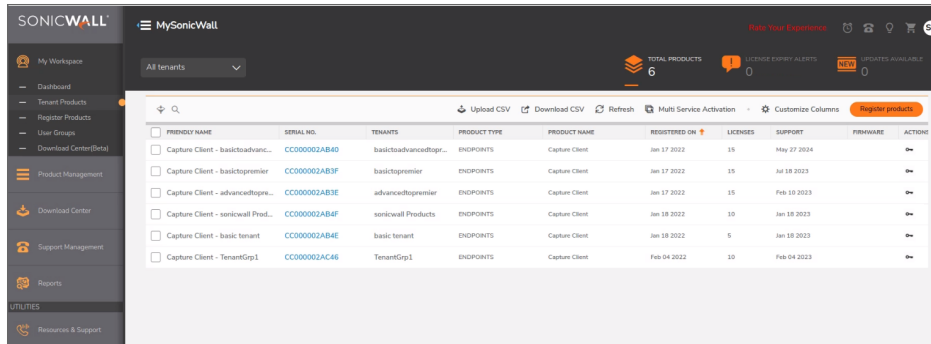 SONICWALL
MySonicWall
Rate Your Experience
S
My Workspace
Dashboard
Tenant Products
Register Products
User Groups
Download Center(Beta)
Product Management
Download Center
Support Management
Reports
UTILITIES
Resources & Support
All tenants
TOTAL PRODUCTS
6
LICENSE EXPIRY ALERTS
0
NEW
UPDATES AVAILABLE
0
Upload CSV Download CSV Refresh Multi Service Activation Customize Columns Register products
FRIENDLY NAME SERIAL NO. TENANTS PRODUCT TYPE PRODUCT NAME REGISTERED ON LICENSES SUPPORT FIRMWARE ACTIONS
Capture Client - basictoadvanc... CC000002AB40 basictoadvancedtopr... ENDPOINTS Capture Client Jan 17 2022 15 May 27 2024
Capture Client - basictopremier CC000002AB3F basictopremier ENDPOINTS Capture Client Jan 17 2022 15 Jul 18 2023
Capture Client - advancedtopre... CC000002AB3E advancedtopremier ENDPOINTS Capture Client Jan 17 2022 15 Feb 10 2023
Capture Client - sonicwall Prod... CC000002AB4F sonicwall Products ENDPOINTS Capture Client Jan 18 2022 10 Jan 18 2023
Capture Client - basic tenant CC000002AB4E basic tenant ENDPOINTS Capture Client Jan 18 2022 5 Jan 18 2023
Capture Client - TenantGrp1 CC000002AC46 TenantGrp1 ENDPOINTS Capture Client Feb 04 2022 10 Feb 04 2023